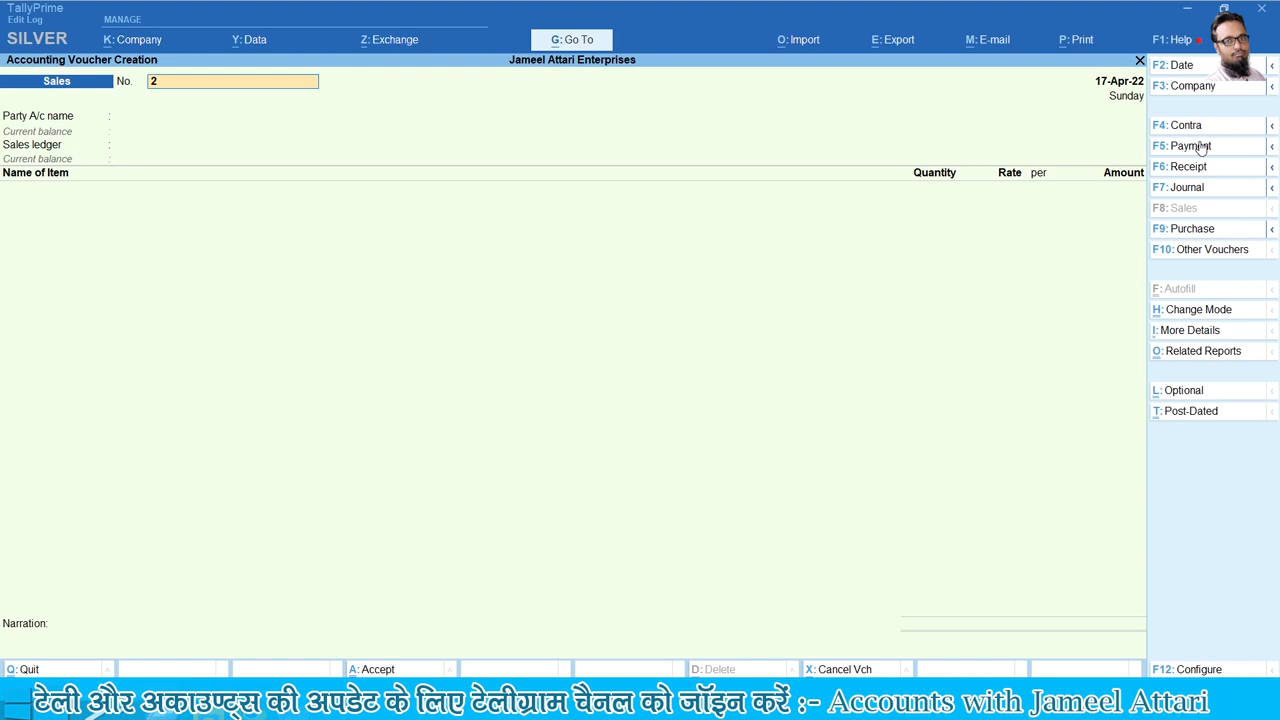 TallyPrime
Edit Log
MANAGE
SILVER
K: Company
Y: Data
Z: Exchange
G: Go To
O: Import
E: Export
M: E-mail
P: Print
F1: Help
Accounting Voucher Creation
Jameel Attari Enterprises
F2: Date
Sales
No.
2
17-Apr-22
F3: Company
Sunday
Party A/c name :
Current balance :
Sales ledger :
Current balance :
Name of Item
Quantity
Rate per
Amount
F4: Contra
F5: Payment
F6: Receipt
F7: Journal
F8: Sales
F9: Purchase
F10: Other Vouchers
F: Autofill
H: Change Mode
I: More Details
O: Related Reports
L: Optional
T: Post-Dated
Narration:
Q: Quit
A: Accept
D: Delete
X: Cancel Vch
F12: Configure
टेली और अकाउण्ट्स की अपडेट के लिए टेलीग्राम चैनल को जॉइन करें :- Accounts with Jameel Attari